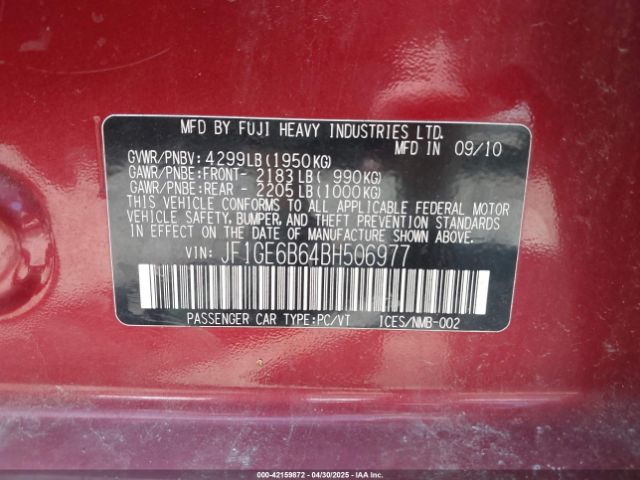 MFD BY FUJI HEAVY INDUSTRIES LTD.
MFD IN 09/10
GVWR/PNBV: 4299LB(1950KG)
GAWR/PNBE:FRONT- 2183LB( 990KG)
GAWR/PNBE:REAR - 2205LB(1000KG)
THIS VEHICLE CONFORMS TO ALL APPLICABLE FEDERAL MOTOR
VEHICLE SAFETY, BUMPER, AND THEFT PREVENTION STANDARDS
IN EFFECT ON THE DATE OF MANUFACTURE SHOWN ABOVE.
VIN: JF1GE6B64BH506977
PASSENGER CAR TYPE:PC/VT ICES/NMB-002
000-42159872 - 04/30/2025 - IAAI.COM